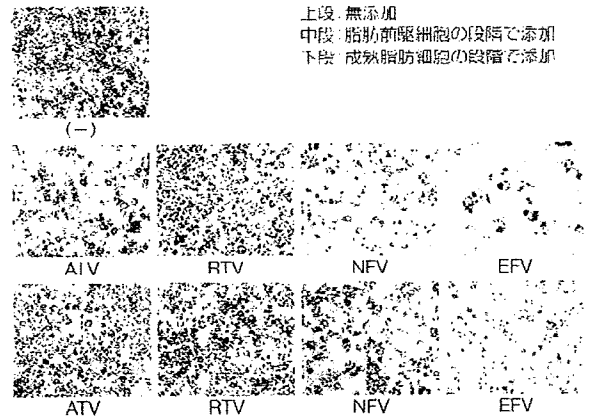 上段:無添加
中段:脂肪前駆細胞の段階で添加
下段:成熟脂肪細胞の段階で添加
(−)
ATV RTV NFV EFV
ATV RTV NFV EFV